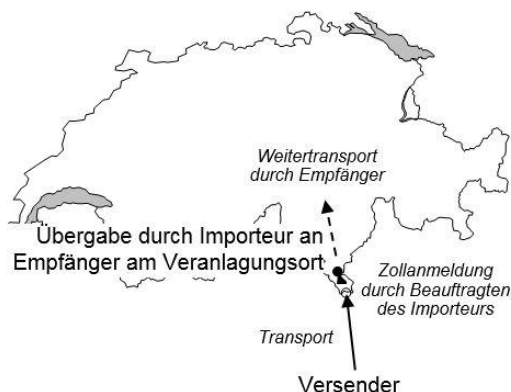 Weitertransport
durch Empfänger
Übergabe durch Importeur an
Empfänger am Veranlagungsort
Zollanmeldung
durch Beauftragten
des Importeurs
Transport
Versender